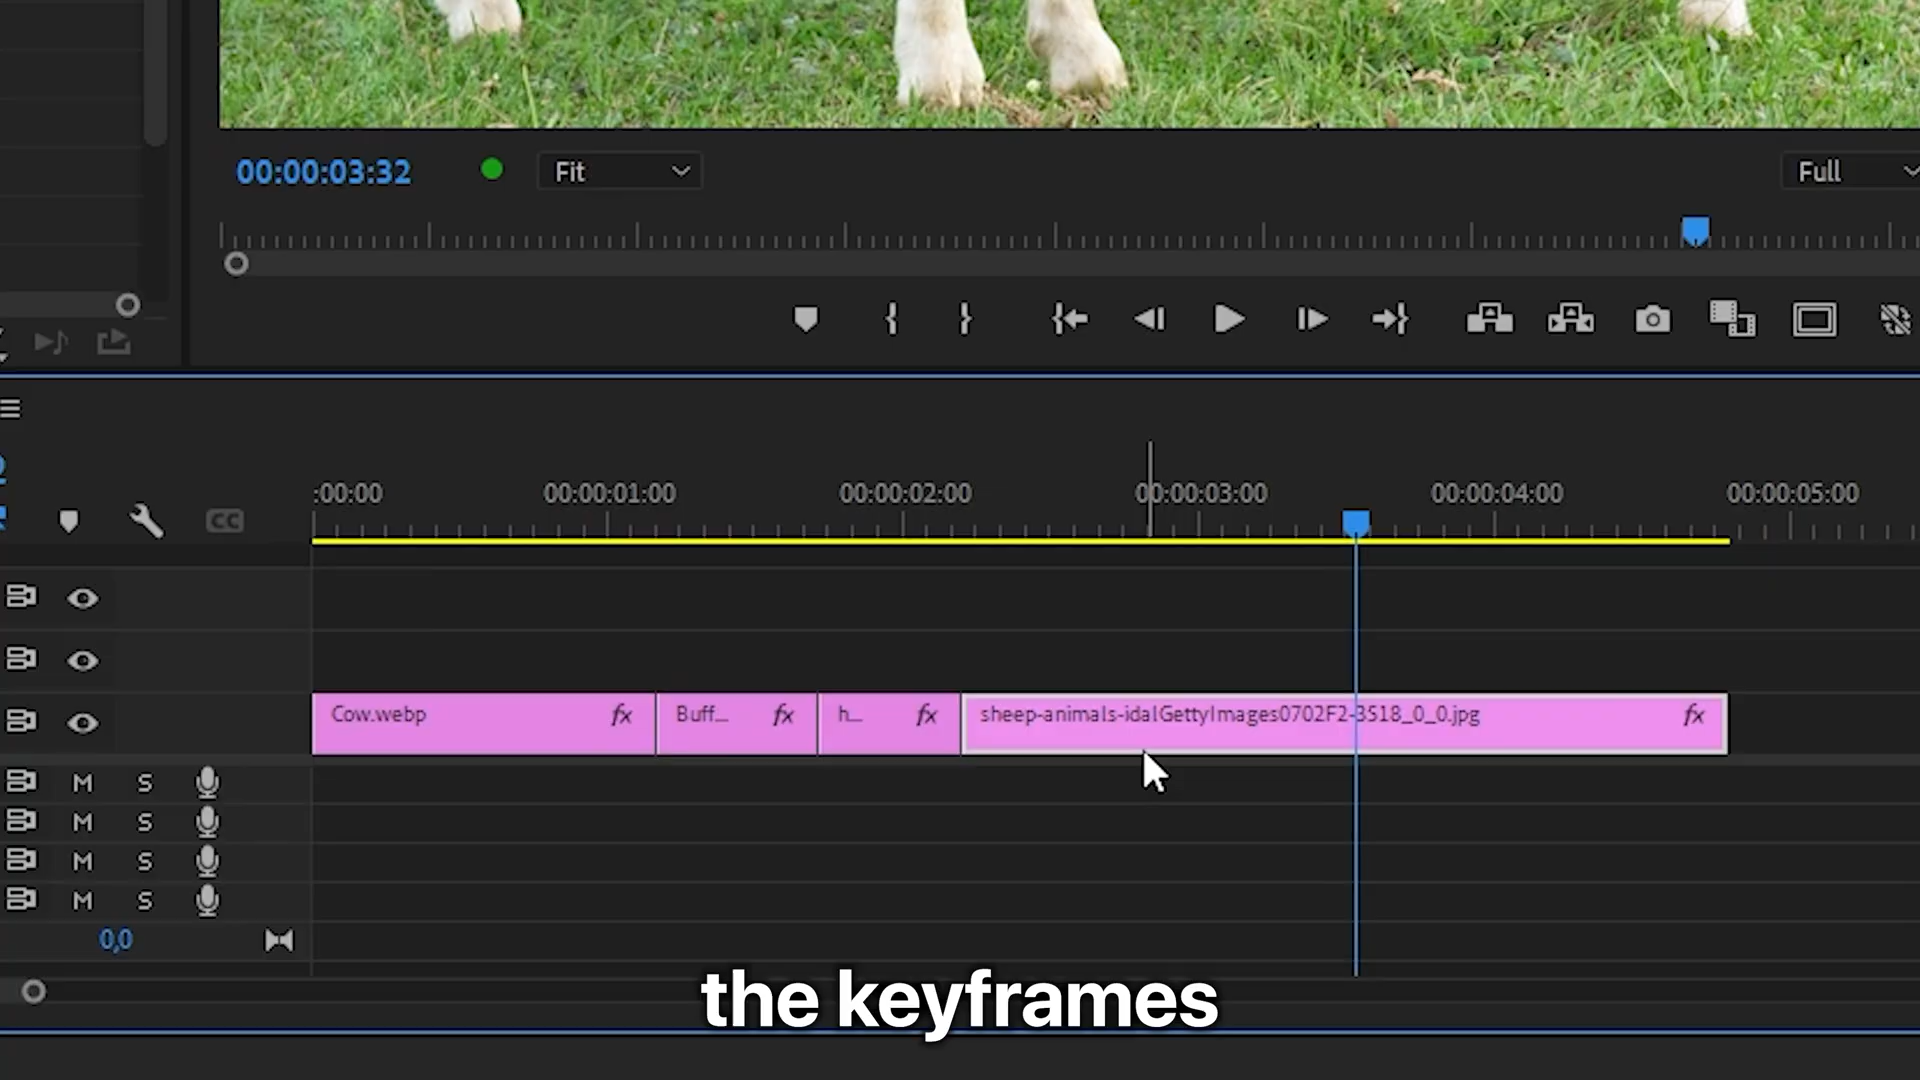 00:00:03:32 Fit Full
:00:00 00:00:01:00 00:00:02:00 00:00:03:00 00:00:04:00 00:00:05:00
CC
Cow.webp fx Buff... fx h... fx sheep-animals-idalGettyImages0702F2-3518_0_0.jpg fx
M S
M S
M S
M S
0,0
the keyframes